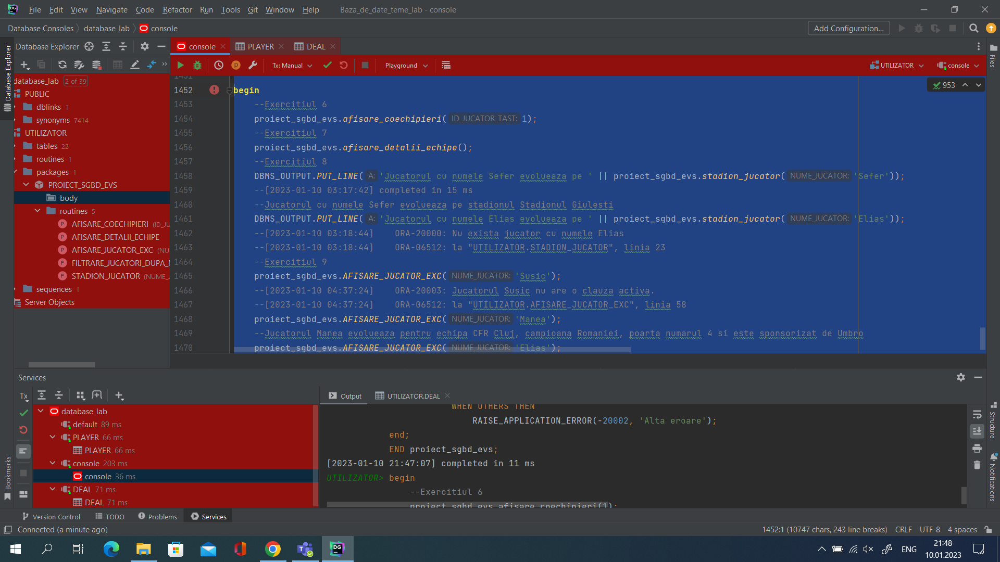 DG File Edit View Navigate Code Refactor Run Tools Git Window Help Baza_de_date_teme_lab - console
Database Consoles database_lab console Add Configuration...
Database Explorer
console PLAYER DEAL
Tx: Manual Playground UTILIZATOR console
Database Explorer
Bookmarks
Files
Structure
Notifications
database_lab 2 of 39
PUBLIC
dblinks 1
synonyms 7414
UTILIZATOR
tables 22
routines 1
packages 1
PROIECT_SGBD_EVS
body
routines 5
AFISARE_COECHIPIERI (ID_JU
AFISARE_DETALII_ECHIPE
AFISARE_JUCATOR_EXC (NU
FILTRARE_JUCATORI_DUPA_
STADION_JUCATOR (NUME_
sequences 1
Server Objects
953
1451
1452 begin
1453 --Exercitiul 6
1454 proiect_sgbd_evs.afisare_coechipieri( ID_JUCATOR_TAST: 1);
1455 --Exercitiul 7
1456 proiect_sgbd_evs.afisare_detalii_echipe();
1457 --Exercitiul 8
1458 DBMS_OUTPUT.PUT_LINE( A: 'Jucatorul cu numele Sefer evolueaza pe ' || proiect_sgbd_evs.stadion_jucator( NUME_JUCATOR: 'Sefer'));
1459 --[2023-01-10 03:17:42] completed in 15 ms
1460 --Jucatorul cu numele Sefer evolueaza pe stadionul Stadionul Giulesti
1461 DBMS_OUTPUT.PUT_LINE( A: 'Jucatorul cu numele Elias evolueaza pe ' || proiect_sgbd_evs.stadion_jucator( NUME_JUCATOR: 'Elias'));
1462 --[2023-01-10 03:18:44] ORA-20000: Nu exista jucator cu numele Elias
1463 --[2023-01-10 03:18:44] ORA-06512: la "UTILIZATOR.STADION_JUCATOR", linia 23
1464 --Exercitiul 9
1465 proiect_sgbd_evs.AFISARE_JUCATOR_EXC( NUME_JUCATOR: 'Susic');
1466 --[2023-01-10 04:37:24] ORA-20003: Jucatorul Susic nu are o clauza activa.
1467 --[2023-01-10 04:37:24] ORA-06512: la "UTILIZATOR.AFISARE_JUCATOR_EXC", linia 58
1468 proiect_sgbd_evs.AFISARE_JUCATOR_EXC( NUME_JUCATOR: 'Manea');
1469 --Jucatorul Manea evolueaza pentru echipa CFR Cluj, campioana Romaniei, poarta numarul 4 si este sponsorizat de Umbro
1470 proiect_sgbd_evs.AFISARE_JUCATOR_EXC( NUME_JUCATOR: 'Elias');
Services
Tx
database_lab
default 89 ms
PLAYER 66 ms
PLAYER 66 ms
console 203 ms
console 36 ms
DEAL 71 ms
DEAL 71 ms
Output UTILIZATOR.DEAL
WHEN OTHERS THEN
RAISE_APPLICATION_ERROR(-20002, 'Alta eroare');
end;
END proiect_sgbd_evs;
[2023-01-10 21:47:07] completed in 11 ms
UTILIZATOR> begin
--Exercitiul 6
proiect_sgbd_evs.afisare_coechipieri(1);
Version Control TODO Problems Services
Connected (a minute ago) 1452:1 (10747 chars, 243 line breaks) CRLF UTF-8 4 spaces
DG ENG 21:48
10.01.2023